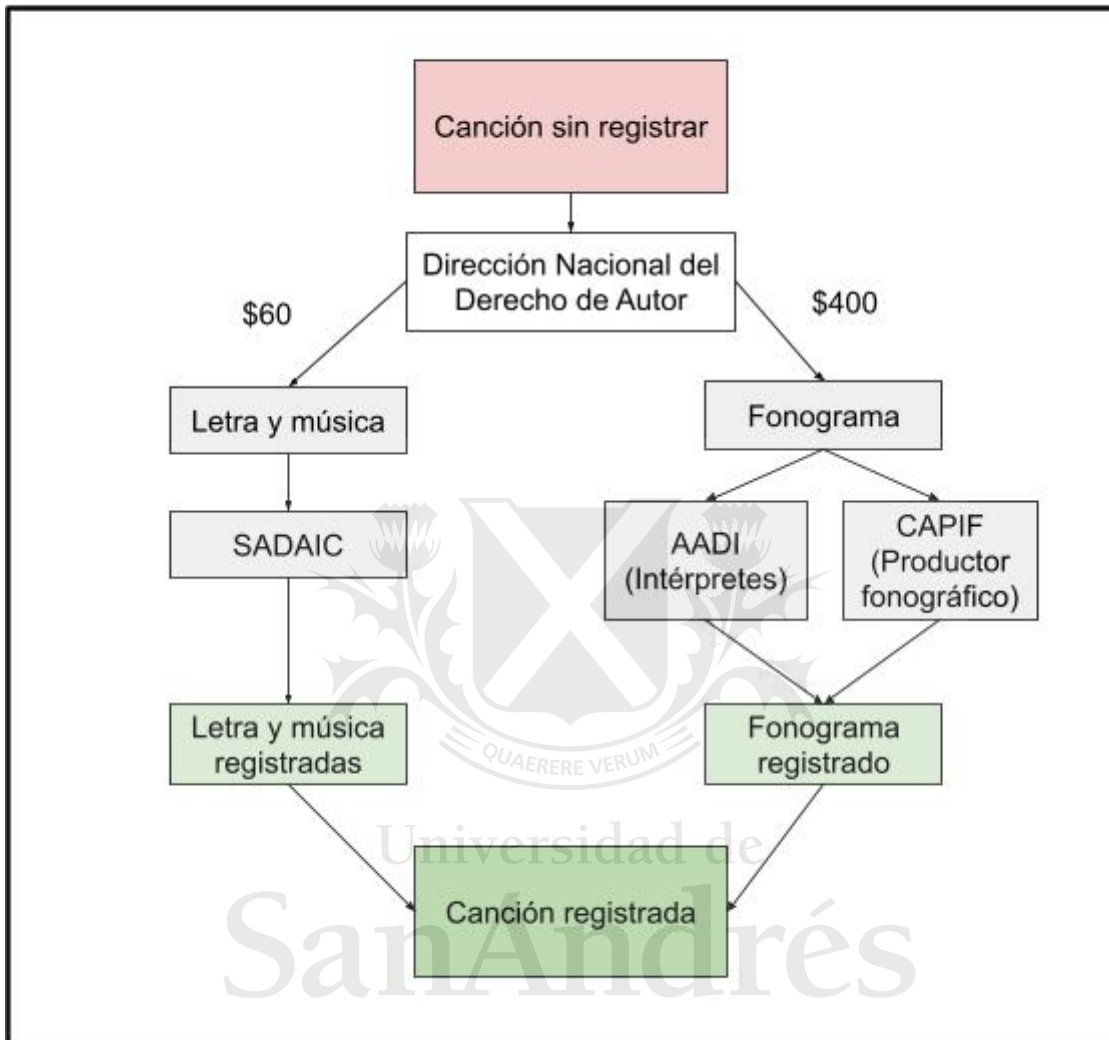 Canción sin registrar
Dirección Nacional del
Derecho de Autor
$60
$400
Letra y música
Fonograma
SADAIC
AADI
(Intérpretes)
CAPIF
(Productor
fonográfico)
Letra y música
registradas
Fonograma
registrado
QUAERERE VERUM
Universidad de
SanAndrés
Canción registrada